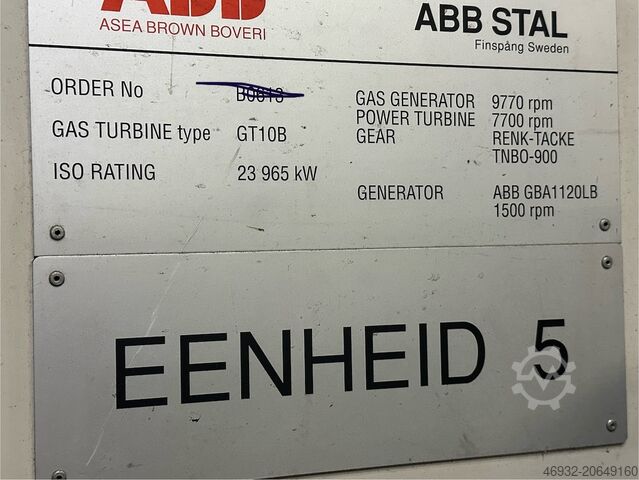 ABB
ASEA BROWN BOVERI
ABB STAL
Finspång Sweden
ORDER No B0013
GAS TURBINE type GT10B
ISO RATING 23 965 kW
GAS GENERATOR 9770 rpm
POWER TURBINE 7700 rpm
GEAR RENK-TACKE
TNBO-900
GENERATOR ABB GBA1120LB
1500 rpm
EENHEID 5
46932-20649160